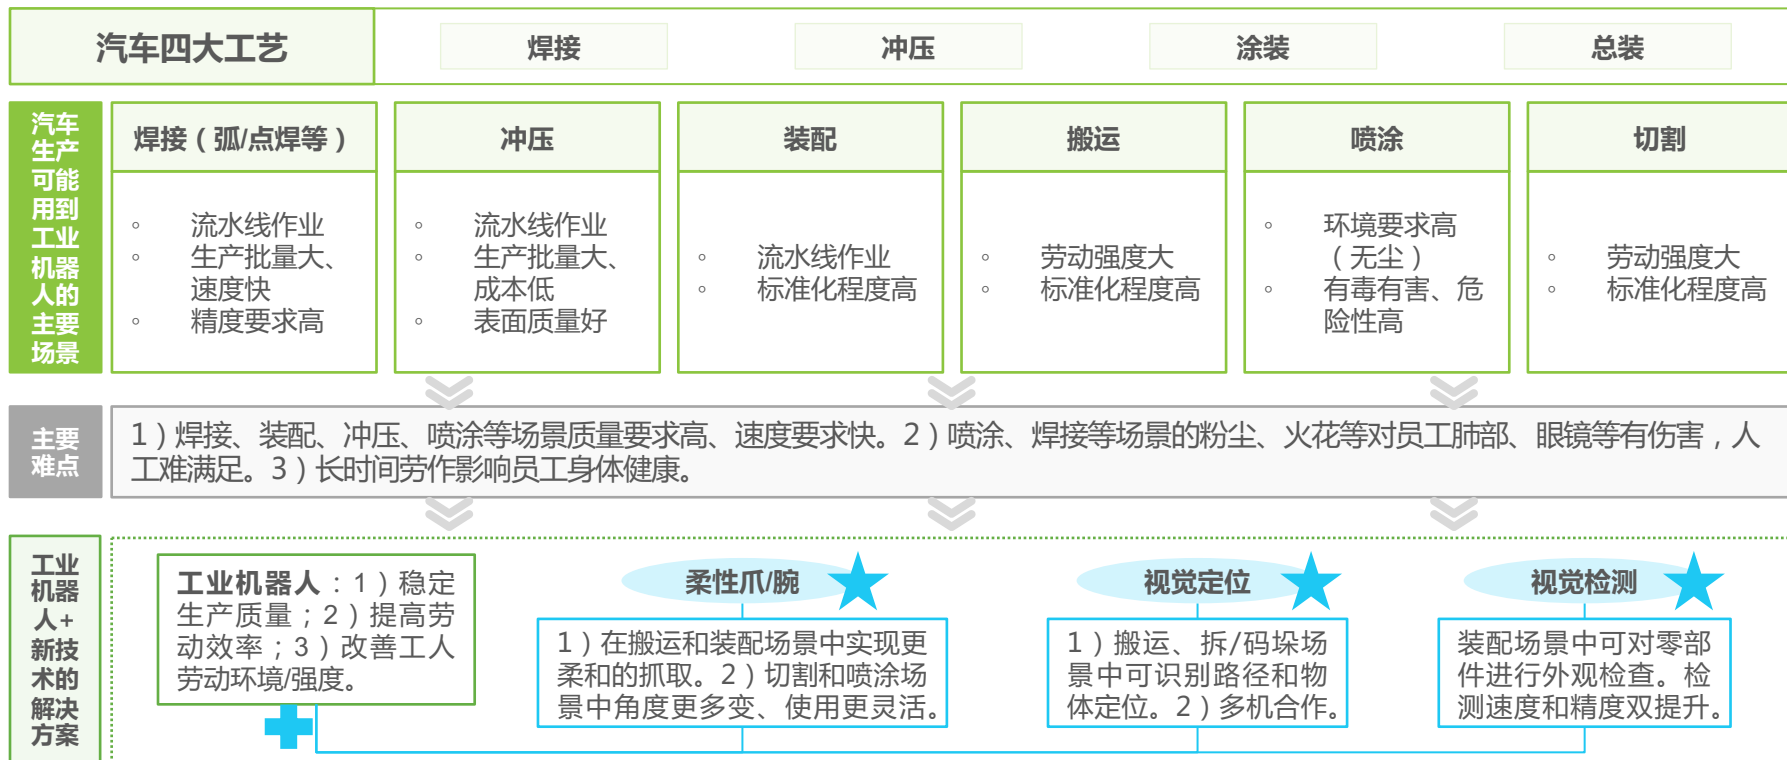 汽车四大工艺
焊接
冲压
涂装
总装
汽车
生产
可能
用到
工业
机器
人的
主要
场景
焊接（弧/点焊等）
。 流水线作业
。 生产批量大、
速度快
。 精度要求高
冲压
。 流水线作业
。 生产批量大、
成本低
。 表面质量好
装配
。 流水线作业
。 标准化程度高
搬运
。 劳动强度大
。 标准化程度高
喷涂
。 环境要求高
（无尘）
。 有毒有害、危
险性高
切割
。 劳动强度大
。 标准化程度高
主要
难点
1）焊接、装配、冲压、喷涂等场景质量要求高、速度要求快。2）喷涂、焊接等场景的粉尘、火花等对员工肺部、眼镜等有伤害，人
工难满足。3）长时间劳作影响员工身体健康。
工业
机器
人+
新技
术的
解决
方案
工业机器人：1）稳定
生产质量；2）提高劳
动效率；3）改善工人
劳动环境/强度。
柔性爪/腕
1）在搬运和装配场景中实现更
柔和的抓取。2）切割和喷涂场
景中角度更多变、使用更灵活。
视觉定位
1）搬运、拆/码垛场
景中可识别路径和物
体定位。2）多机合作。
视觉检测
装配场景中可对零部
件进行外观检查。检
测速度和精度双提升。